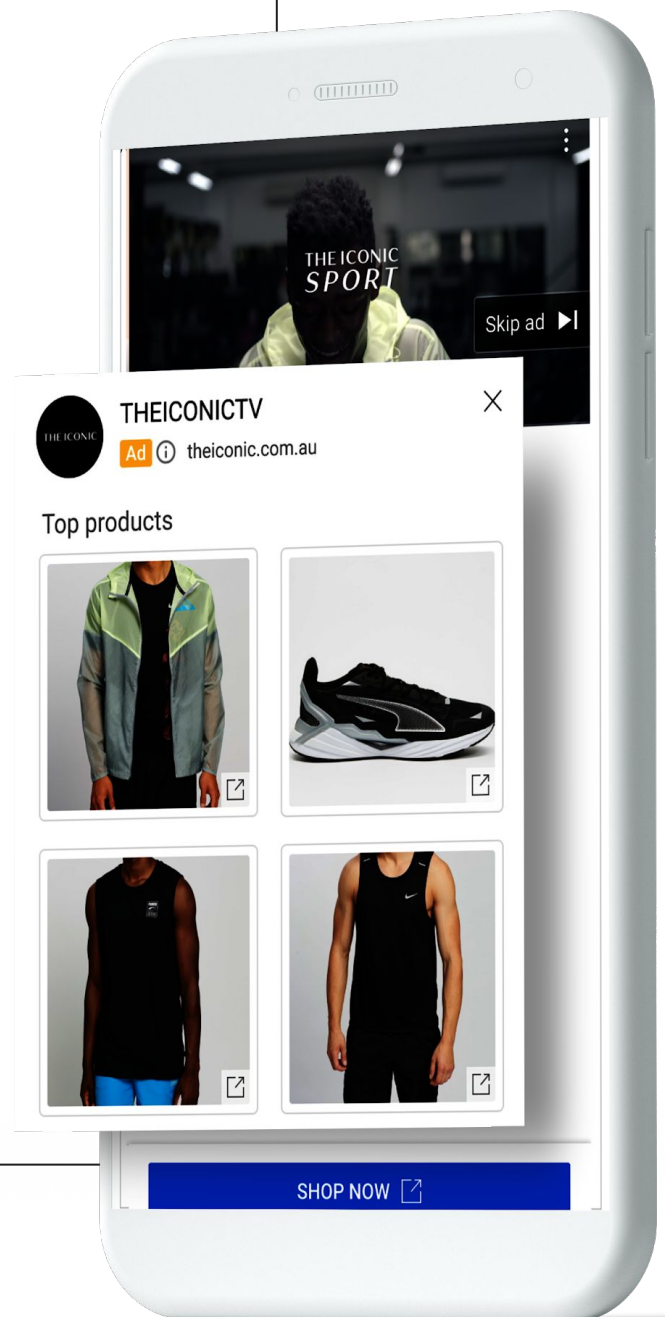 THE ICONIC
SPORT
Skip ad
THE ICONIC
THEICONICTV
Ad
theiconic.com.au
Top products
SHOP NOW